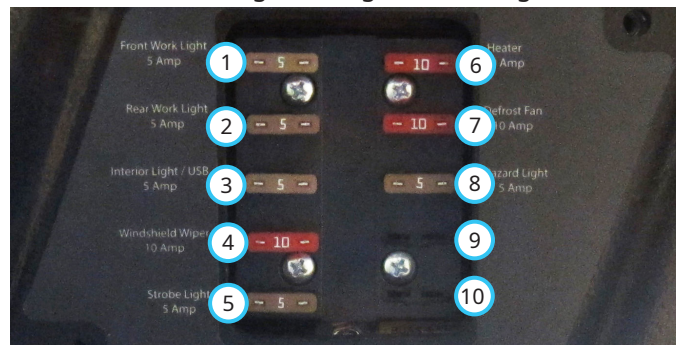 Front Work Light
5 Amp
1
5
10
6
Heater
Amp
Rear Work Light
5 Amp
2
5
10
7
Defrost Fan
10 Amp
Interior Light / USB
5 Amp
3
5
5
8
azard Light
5 Amp
Windshield Wiper
10 Amp
4
10
9
Strobe Light
5 Amp
5
5
10